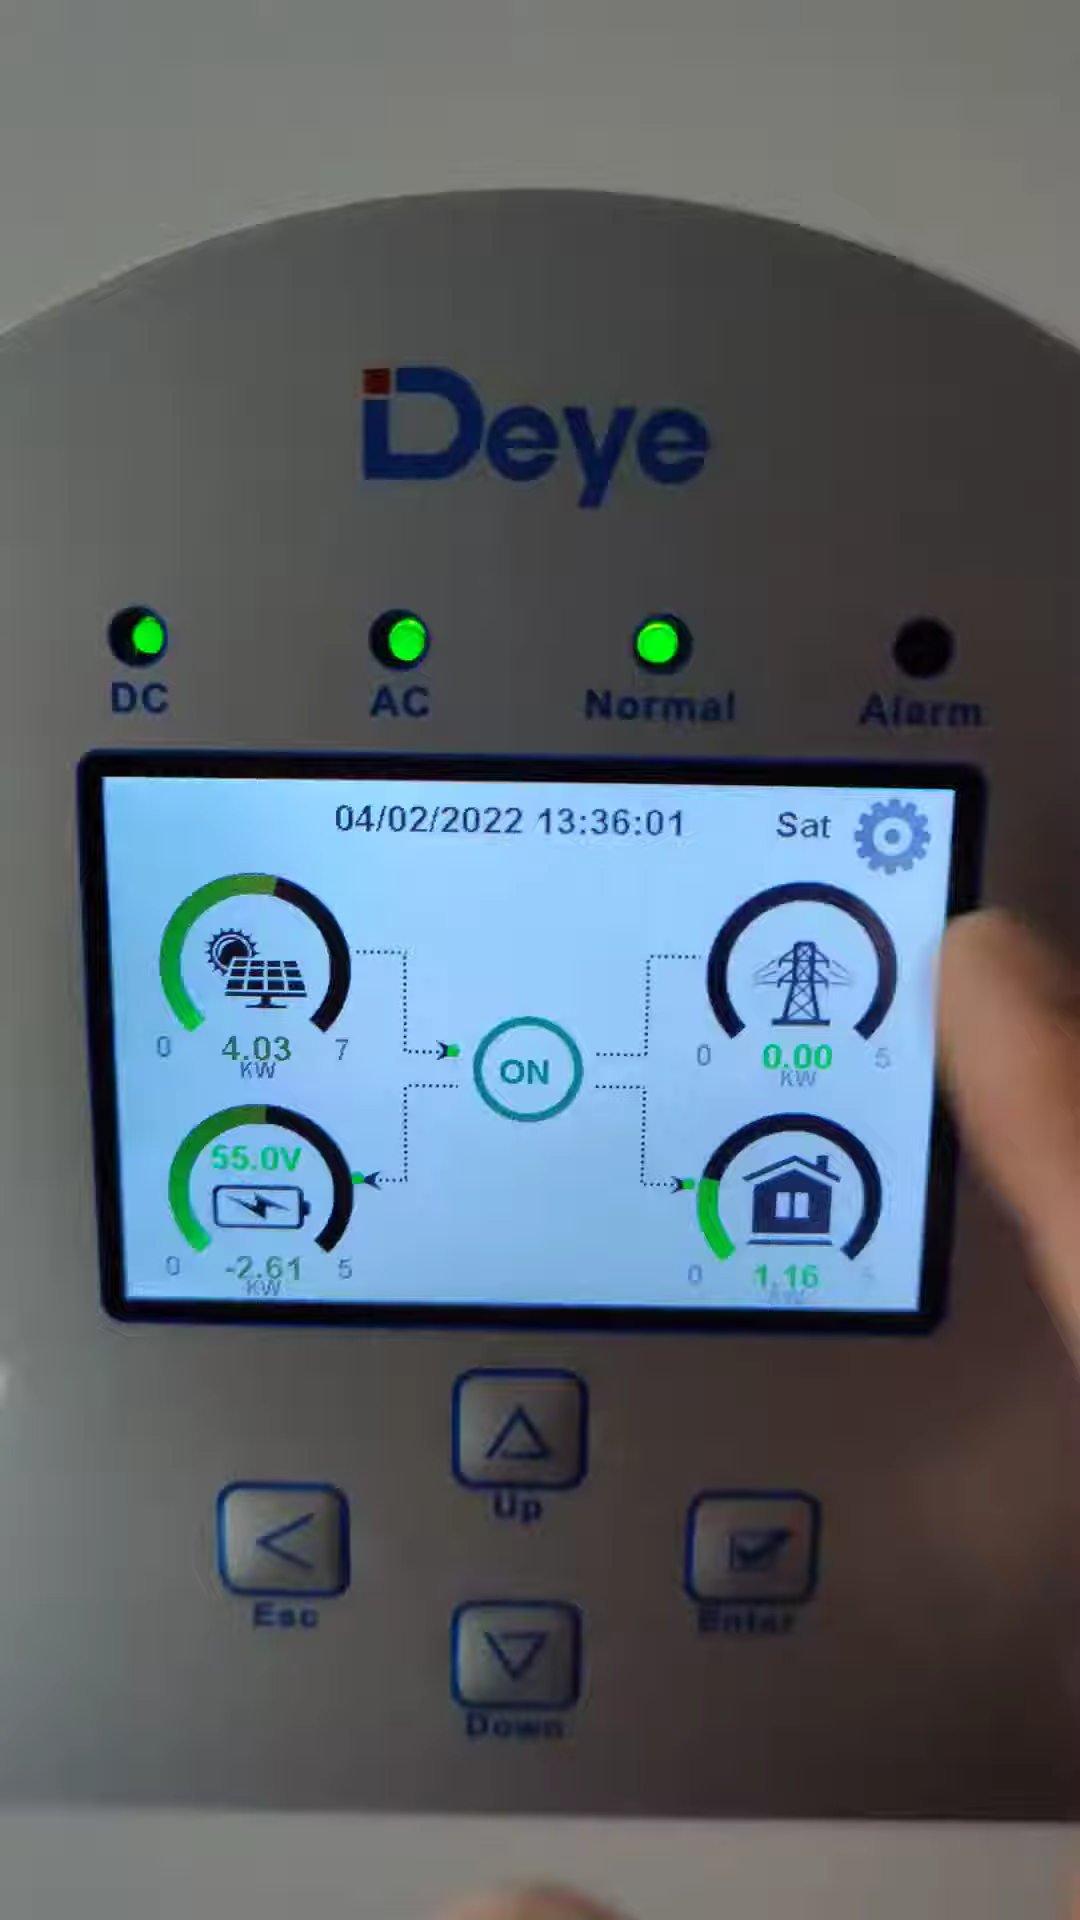 Deye
DC
AC
Normal
Alarm
04/02/2022 13:36:01
Sat
0
4.03
7
KW
0
0.00
5
KW
ON
55.0V
0
-2.61
5
KW
0
1.16
5
KW
Up
Esc
Enter
Down